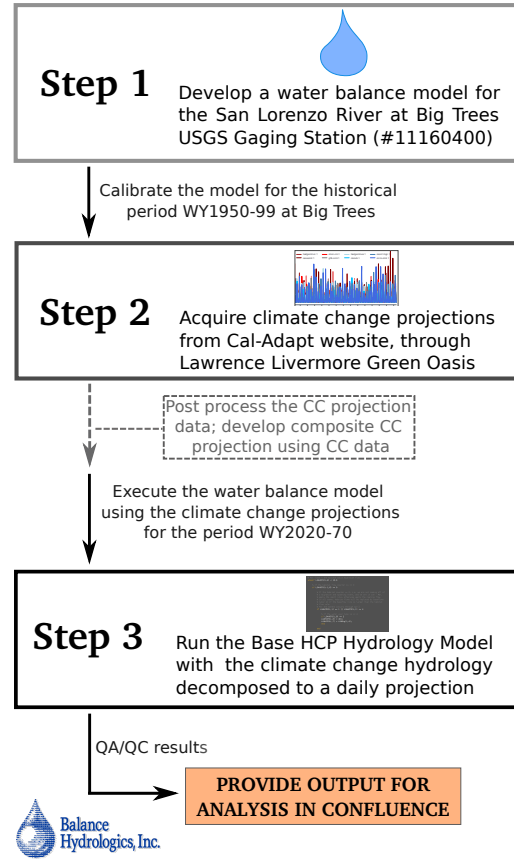 Step 1
Develop a water balance model for
the San Lorenzo River at Big Trees
USGS Gaging Station (#11160400)
Calibrate the model for the historical
period WY1950-99 at Big Trees
Step 2
Acquire climate change projections
from Cal-Adapt website, through
Lawrence Livermore Green Oasis
Post process the CC projection
data; develop composite CC
projection using CC data
Execute the water balance model
using the climate change projections
for the period WY2020-70
Step 3
Run the Base HCP Hydrology Model
with the climate change hydrology
decomposed to a daily projection
QA/QC results
PROVIDE OUTPUT FOR
ANALYSIS IN CONFLUENCE
Balance
Hydrologics, Inc.